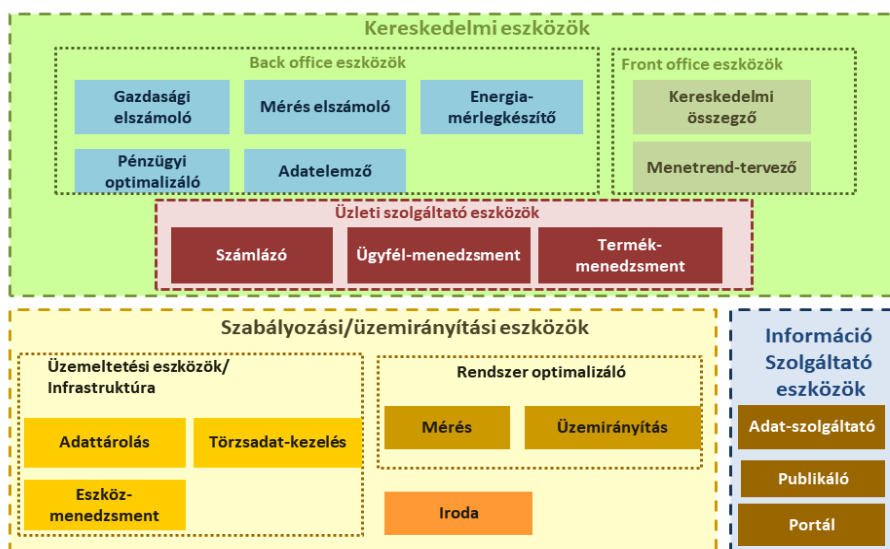 Kereskedelmi eszközök
Back office eszközök
Gazdasági
elszámoló
Mérés elszámoló
Energia-
mérlegkészítő
Pénzügyi
optimalizáló
Adatelemző
Front office eszközök
Kereskedelmi
összegző
Menetrend-tervező
Üzleti szolgáltató eszközök
Számlázó
Ügyfél-menedzsment
Termék-
menedzsment
Szabályozási/üzemirányítási eszközök
Üzemeltetési eszközök/
Infrastruktúra
Adattárolás
Törzsadat-kezelés
Eszköz-
menedzsment
Rendszer optimalizáló
Mérés
Üzemirányítás
Iroda
Információ
Szolgáltató
eszközök
Adat-szolgáltató
Publikáló
Portál